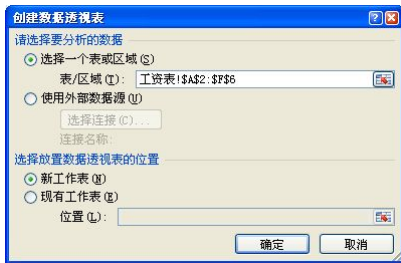 创建数据透视表
请选择要分析的数据
选择一个表或区域(S)
表/区域(T): 工资表!$A$2:$F$6
使用外部数据源(U)
选择连接(C)...
连接名称:
选择放置数据透视表的位置
新工作表(N)
现有工作表(E)
位置(L):
确定 取消